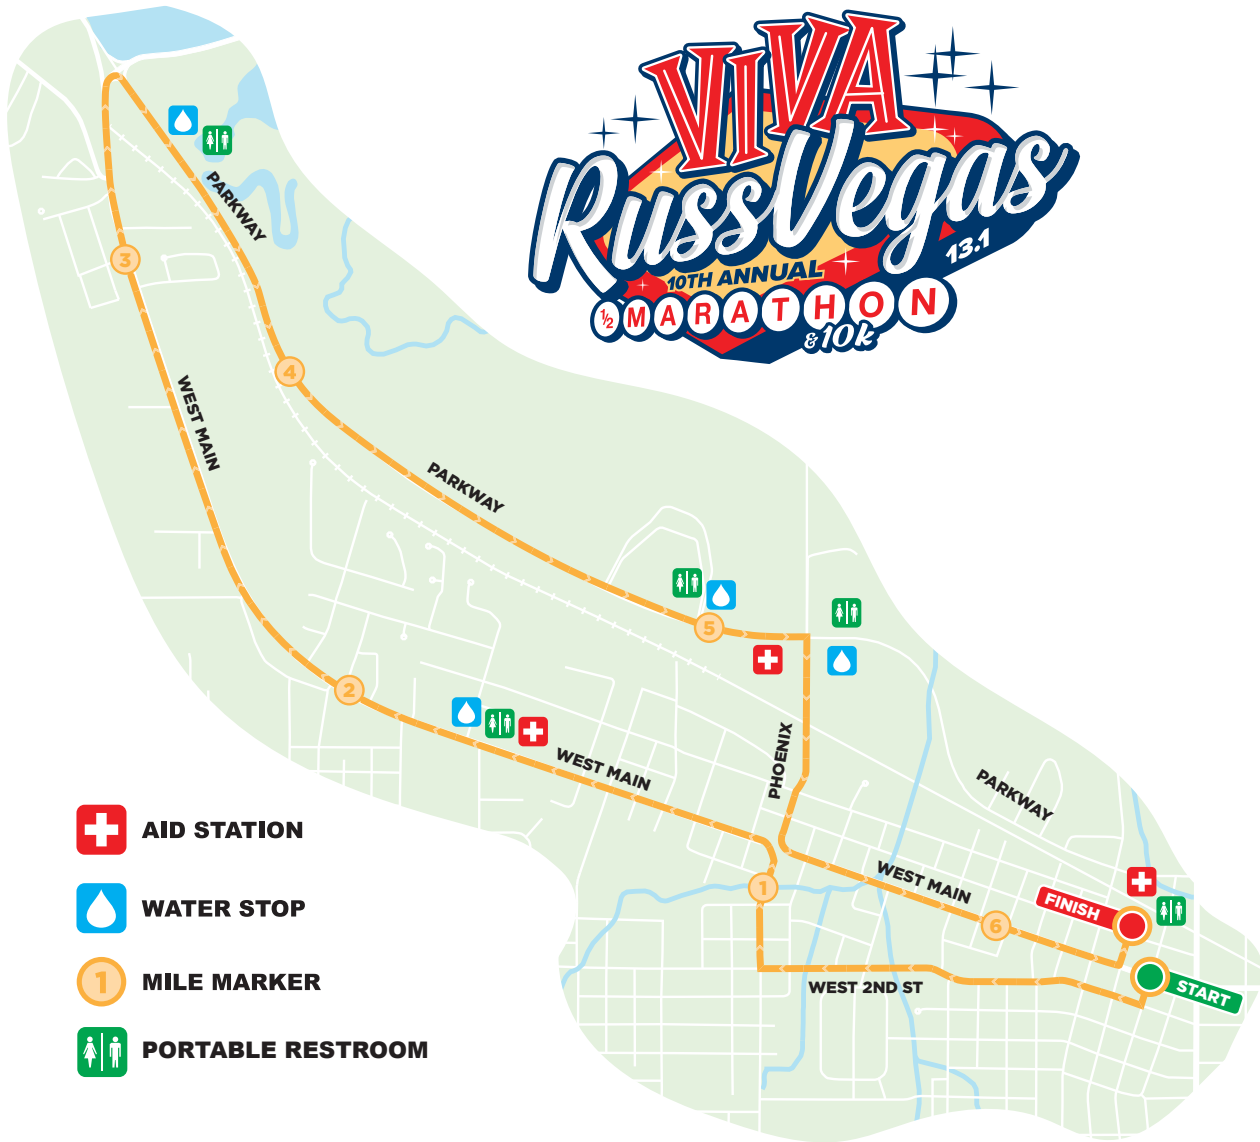 VIVA
RussVegas
13.1
10TH ANNUAL
½ MARATHON
& 10k
PARKWAY
3
4
WEST MAIN
PARKWAY
5
2
WEST MAIN
PHOENIX
PARKWAY
1
WEST MAIN
6
FINISH
WEST 2ND ST
START
AID STATION
WATER STOP
1
MILE MARKER
PORTABLE RESTROOM